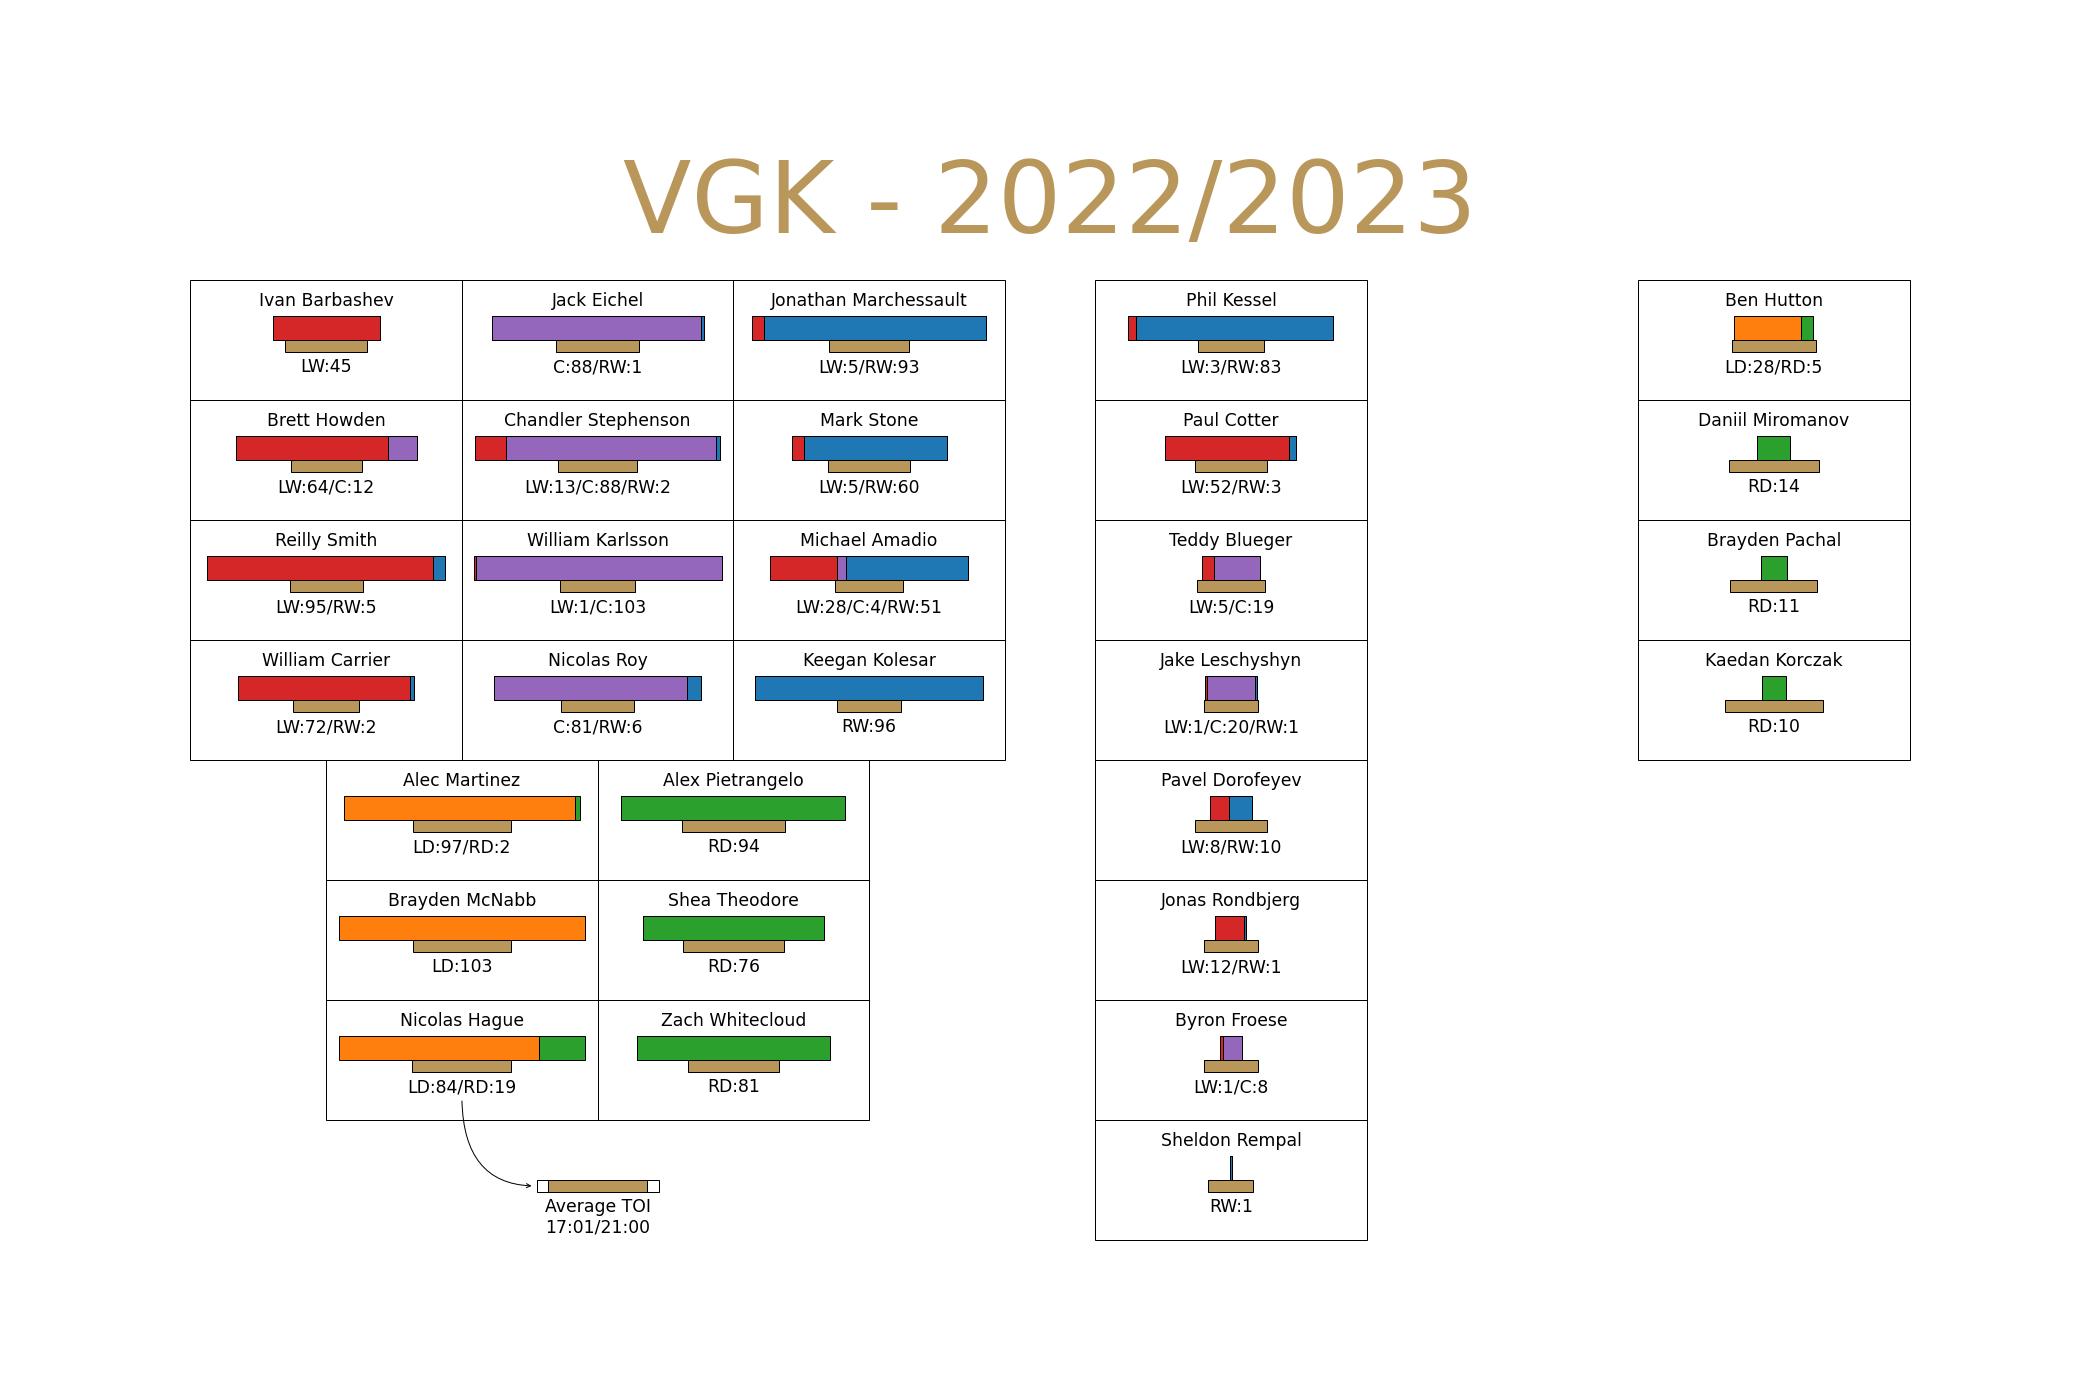 VGK - 2022/2023
Ivan Barbashev
LW:45
Jack Eichel
C:88/RW:1
Jonathan Marchessault
LW:5/RW:93
Brett Howden
LW:64/C:12
Chandler Stephenson
LW:13/C:88/RW:2
Mark Stone
LW:5/RW:60
Reilly Smith
LW:95/RW:5
William Karlsson
LW:1/C:103
Michael Amadio
LW:28/C:4/RW:51
William Carrier
LW:72/RW:2
Nicolas Roy
C:81/RW:6
Keegan Kolesar
RW:96
Alec Martinez
LD:97/RD:2
Alex Pietrangelo
RD:94
Brayden McNabb
LD:103
Shea Theodore
RD:76
Nicolas Hague
LD:84/RD:19
Zach Whitecloud
RD:81
Average TOI
17:01/21:00
Phil Kessel
LW:3/RW:83
Paul Cotter
LW:52/RW:3
Teddy Blueger
LW:5/C:19
Jake Leschyshyn
LW:1/C:20/RW:1
Pavel Dorofeyev
LW:8/RW:10
Jonas Rondbjerg
LW:12/RW:1
Byron Froese
LW:1/C:8
Sheldon Rempal
RW:1
Ben Hutton
LD:28/RD:5
Daniil Miromanov
RD:14
Brayden Pachal
RD:11
Kaedan Korczak
RD:10